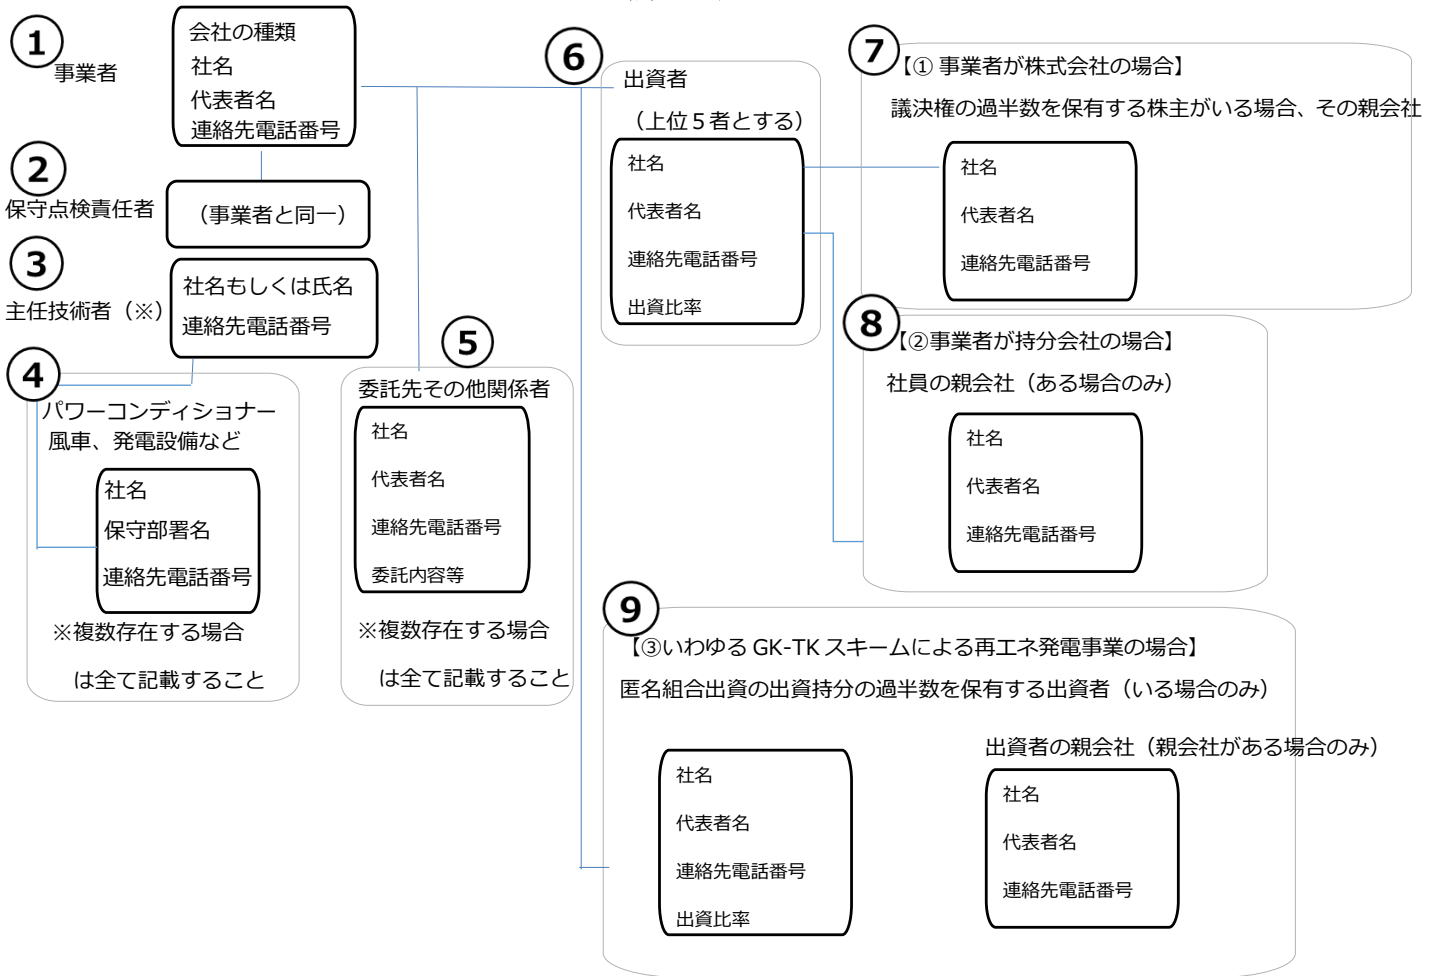 ①
事業者
会社の種類
社名
代表者名
連絡先電話番号
②
保守点検責任者
（事業者と同一）
③
主任技術者（※）
社名もしくは氏名
連絡先電話番号
④
パワーコンディショナー
風車、発電設備など
社名
保守部署名
連絡先電話番号
※複数存在する場合
は全て記載すること
⑤
委託先その他関係者
社名
代表者名
連絡先電話番号
委託内容等
※複数存在する場合
は全て記載すること
⑥
出資者
（上位５者とする）
社名
代表者名
連絡先電話番号
出資比率
⑦
【① 事業者が株式会社の場合】
議決権の過半数を保有する株主がいる場合、その親会社
社名
代表者名
連絡先電話番号
⑧
【②事業者が持分会社の場合】
社員の親会社（ある場合のみ）
社名
代表者名
連絡先電話番号
⑨
【③いわゆる GK-TK スキームによる再エネ発電事業の場合】
匿名組合出資の出資持分の過半数を保有する出資者（いる場合のみ）
社名
代表者名
連絡先電話番号
出資比率
出資者の親会社（親会社がある場合のみ）
社名
代表者名
連絡先電話番号